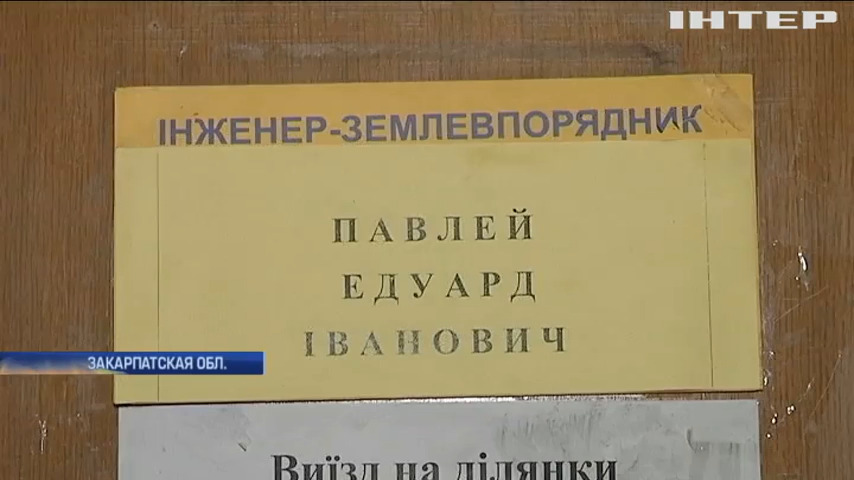 ІНТЕР
ІНЖЕНЕР-ЗЕМЛЕВПОРЯДНИК
ПАВЛЕЙ
ЕДУАРД
ІВАНОВИЧ
ЗАКАРПАТСКАЯ ОБЛ.
Виїзд на ділянки